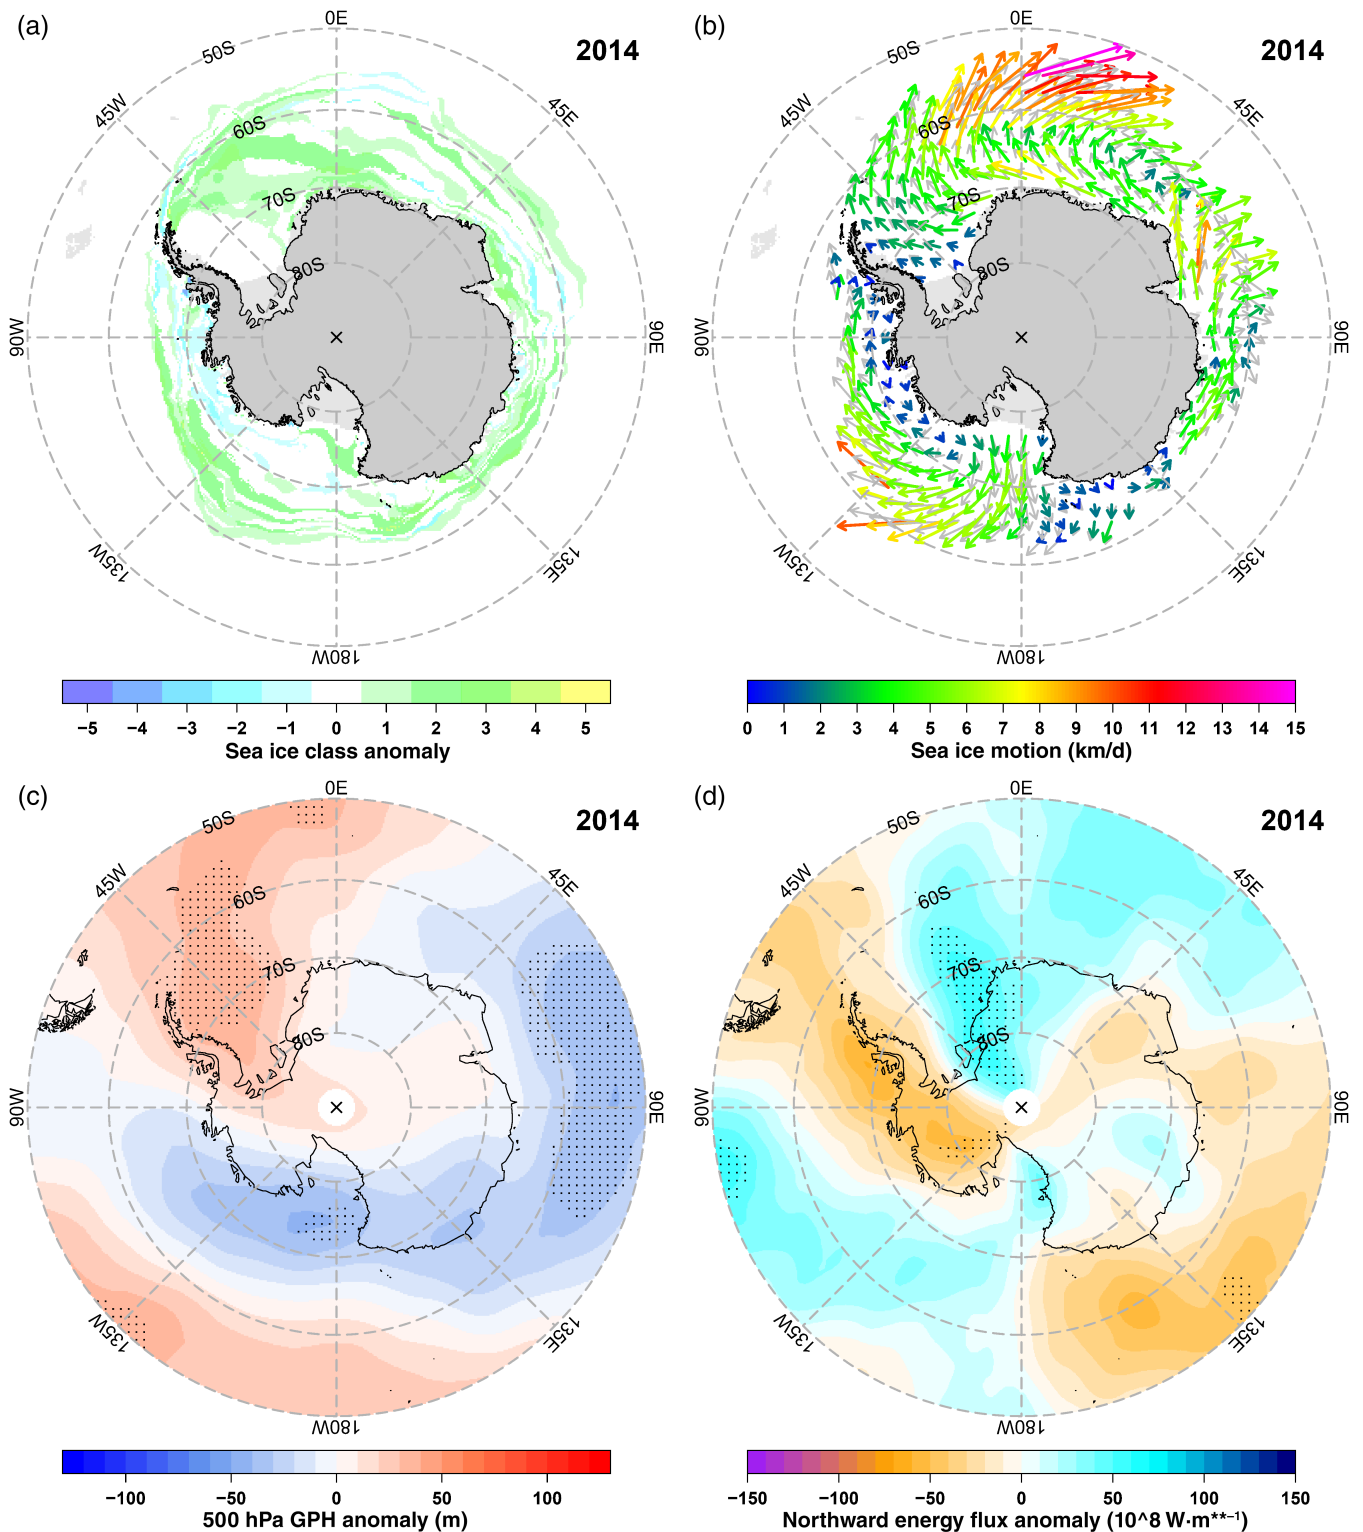 (a)
0E
2014
50S
45W
45E
60S
70S
80S
90W
90E
135W
135E
180W
−5 −4 −3 −2 −1 0 1 2 3 4 5
Sea ice class anomaly
(b)
0E
2014
50S
45W
45E
60S
70S
80S
90W
90E
135W
135E
180W
0 1 2 3 4 5 6 7 8 9 10 11 12 13 14 15
Sea ice motion (km/d)
(c)
0E
2014
50S
45W
45E
60S
70S
80S
90W
90E
135W
135E
180W
−100 −50 0 50 100
500 hPa GPH anomaly (m)
(d)
0E
2014
50S
45W
45E
60S
70S
80S
90W
90E
135W
135E
180W
−150 −100 −50 0 50 100 150
Northward energy flux anomaly (10^8 W·m**⁻¹)